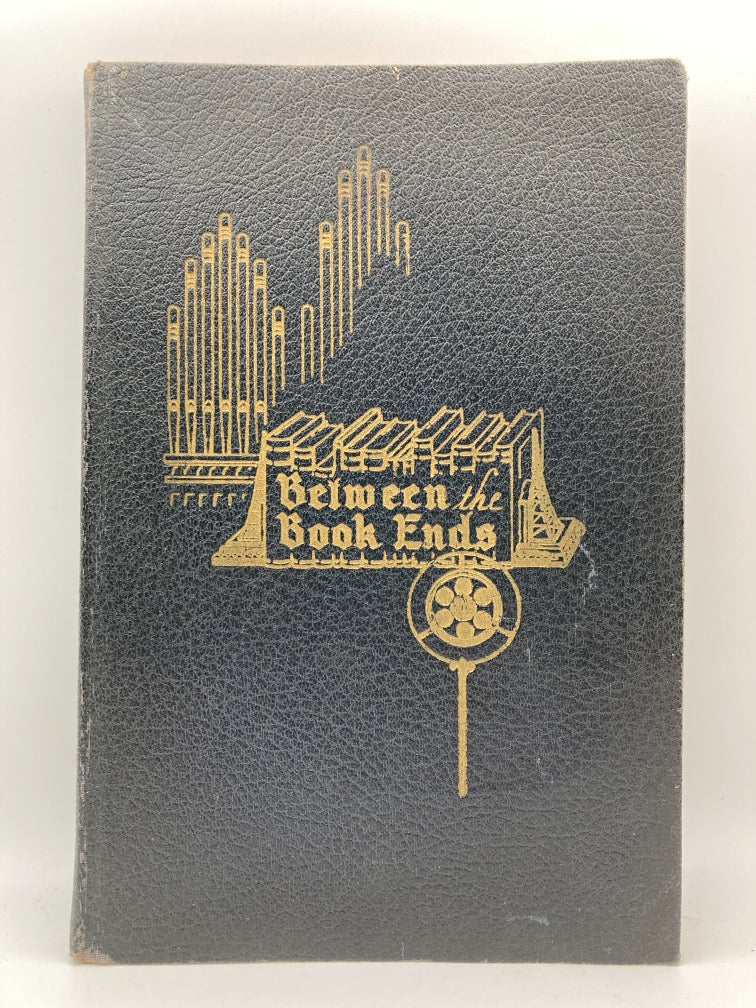 Between the
Book Ends